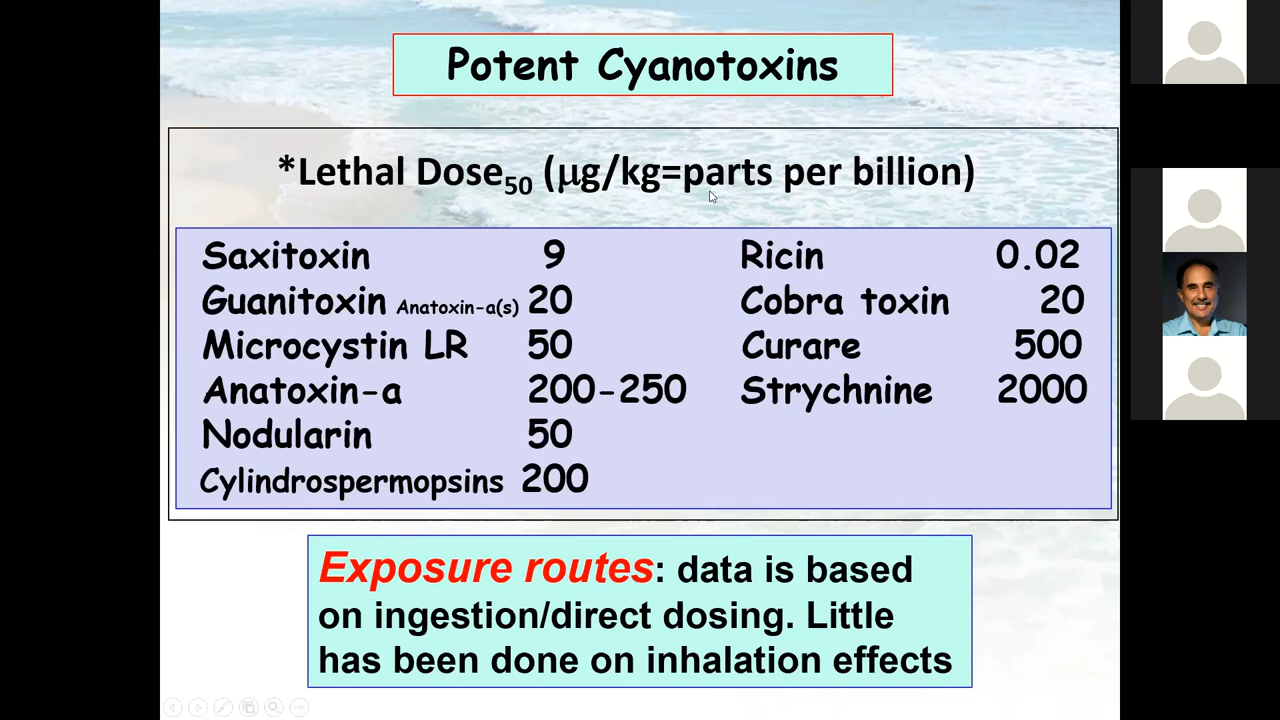 Potent Cyanotoxins
*Lethal Dose50 (µg/kg=parts per billion)
Saxitoxin 9 Ricin 0.02
Guanitoxin Anatoxin-a(s) 20 Cobra toxin 20
Microcystin LR 50 Curare 500
Anatoxin-a 200-250 Strychnine 2000
Nodularin 50
Cylindrospermopsins 200
Exposure routes: data is based
on ingestion/direct dosing. Little
has been done on inhalation effects